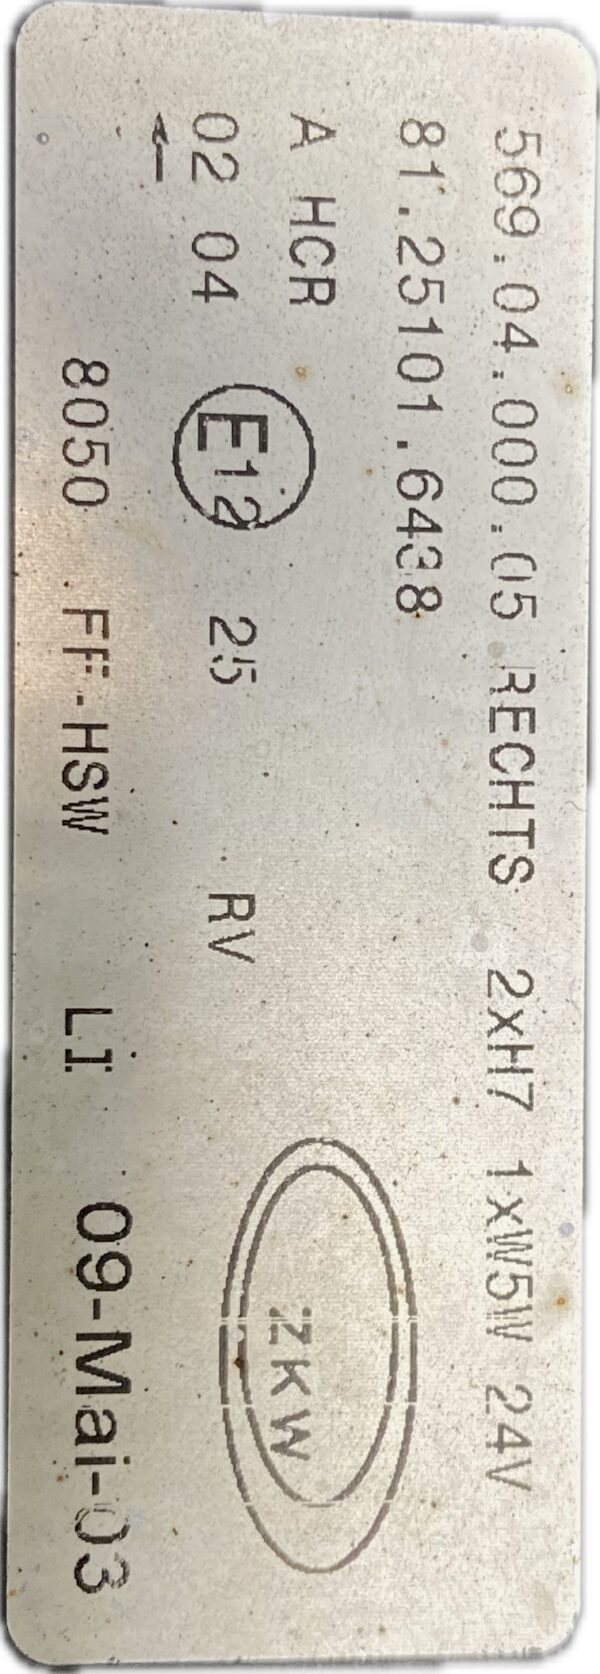 569.04.000.05 RECHTS 2xH7 1xW5W 24V
81.25101.6438
A HCR
02 04 E12 25 RV
←
8050 FF-HSW LI 09-Mai-03
ZKW